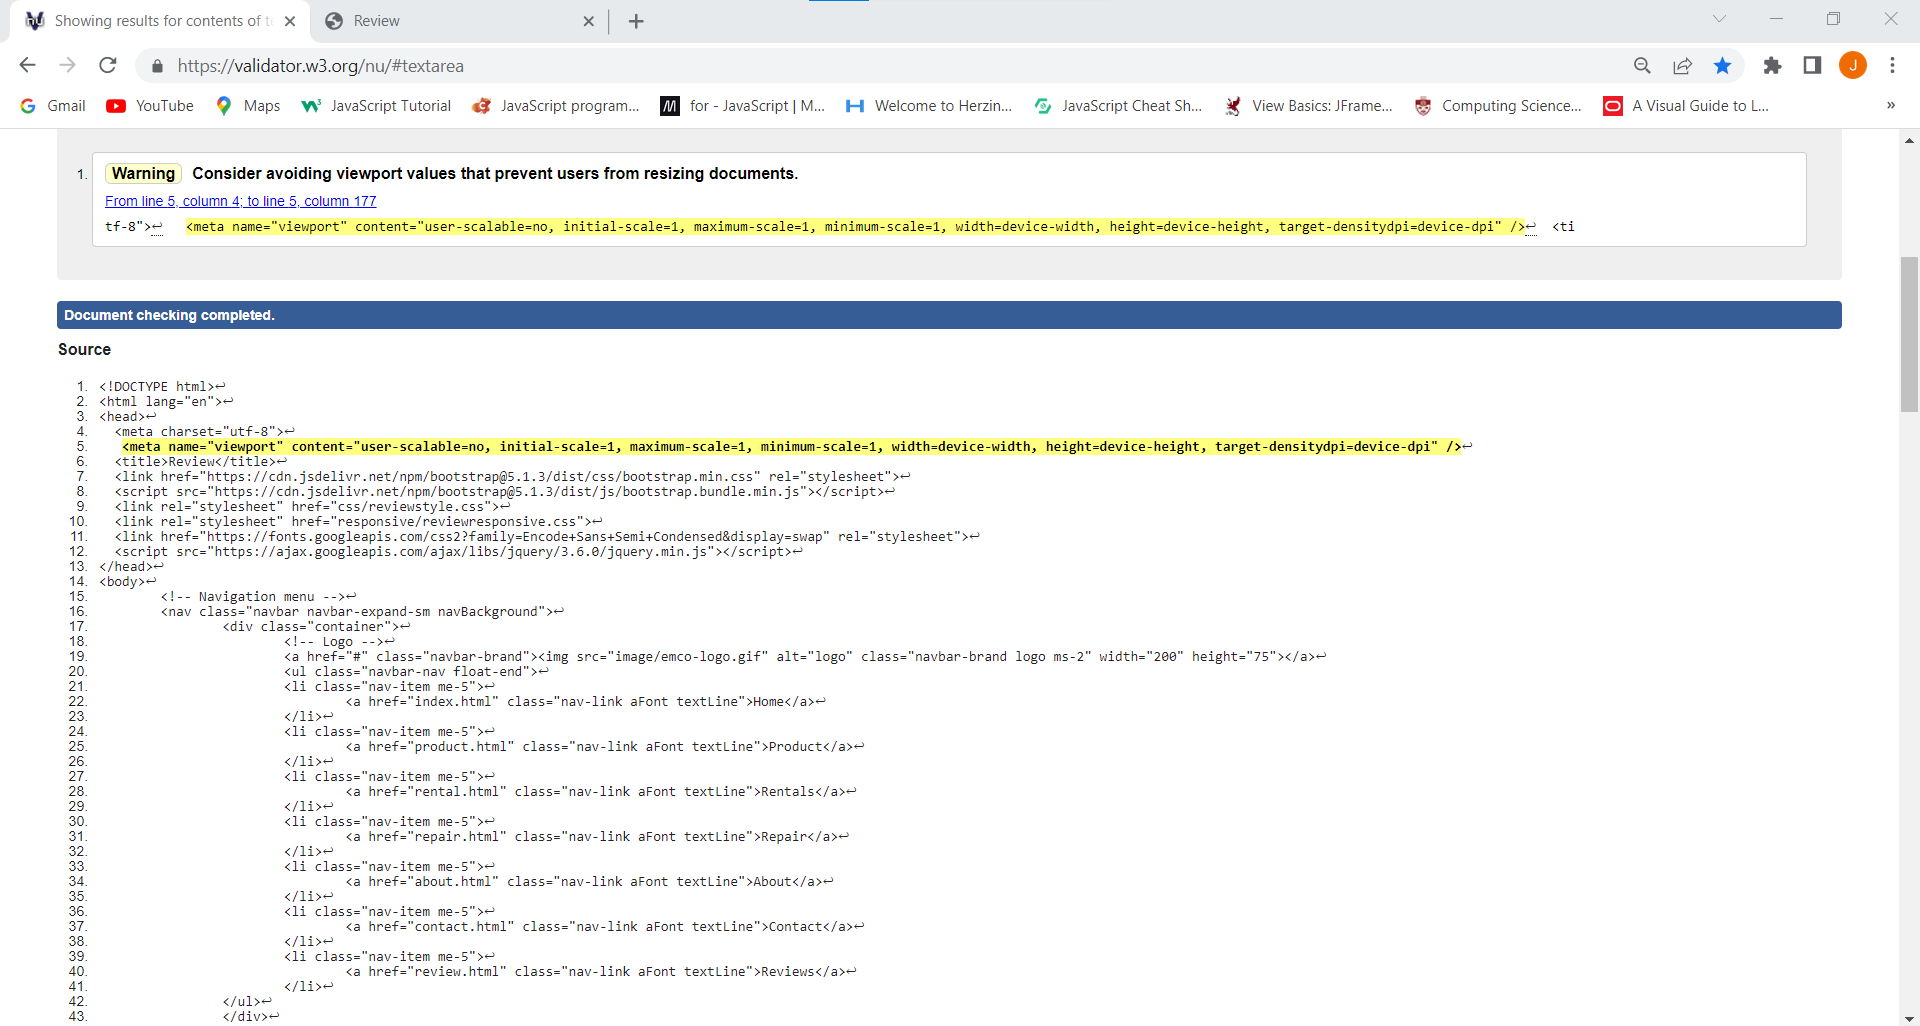 Showing results for contents of te
Review
https://validator.w3.org/nu/#textarea
J
Gmail
YouTube
Maps
JavaScript Tutorial
JavaScript program...
for - JavaScript | M...
Welcome to Herzin...
JavaScript Cheat Sh...
View Basics: JFrame...
Computing Science...
A Visual Guide to L...
»
1. Warning Consider avoiding viewport values that prevent users from resizing documents.
From line 5, column 4; to line 5, column 177
tf-8">↩ <meta name="viewport" content="user-scalable=no, initial-scale=1, maximum-scale=1, minimum-scale=1, width=device-width, height=device-height, target-densitydpi=device-dpi" />↩ <ti
Document checking completed.
Source
1. <!DOCTYPE html>↩
2. <html lang="en">↩
3. <head>↩
4. <meta charset="utf-8">↩
5. <meta name="viewport" content="user-scalable=no, initial-scale=1, maximum-scale=1, minimum-scale=1, width=device-width, height=device-height, target-densitydpi=device-dpi" />↩
6. <title>Review</title>↩
7. <link href="https://cdn.jsdelivr.net/npm/bootstrap@5.1.3/dist/css/bootstrap.min.css" rel="stylesheet">↩
8. <script src="https://cdn.jsdelivr.net/npm/bootstrap@5.1.3/dist/js/bootstrap.bundle.min.js"></script>↩
9. <link rel="stylesheet" href="css/reviewstyle.css">↩
10. <link rel="stylesheet" href="responsive/reviewresponsive.css">↩
11. <link href="https://fonts.googleapis.com/css2?family=Encode+Sans+Semi+Condensed&display=swap" rel="stylesheet">↩
12. <script src="https://ajax.googleapis.com/ajax/libs/jquery/3.6.0/jquery.min.js"></script>↩
13. </head>↩
14. <body>↩
15. <!-- Navigation menu -->↩
16. <nav class="navbar navbar-expand-sm navBackground">↩
17. <div class="container">↩
18. <!-- Logo -->↩
19. <a href="#" class="navbar-brand"><img src="image/emco-logo.gif" alt="logo" class="navbar-brand logo ms-2" width="200" height="75"></a>↩
20. <ul class="navbar-nav float-end">↩
21. <li class="nav-item me-5">↩
22. <a href="index.html" class="nav-link aFont textLine">Home</a>↩
23. </li>↩
24. <li class="nav-item me-5">↩
25. <a href="product.html" class="nav-link aFont textLine">Product</a>↩
26. </li>↩
27. <li class="nav-item me-5">↩
28. <a href="rental.html" class="nav-link aFont textLine">Rentals</a>↩
29. </li>↩
30. <li class="nav-item me-5">↩
31. <a href="repair.html" class="nav-link aFont textLine">Repair</a>↩
32. </li>↩
33. <li class="nav-item me-5">↩
34. <a href="about.html" class="nav-link aFont textLine">About</a>↩
35. </li>↩
36. <li class="nav-item me-5">↩
37. <a href="contact.html" class="nav-link aFont textLine">Contact</a>↩
38. </li>↩
39. <li class="nav-item me-5">↩
40. <a href="review.html" class="nav-link aFont textLine">Reviews</a>↩
41. </li>↩
42. </ul>↩
43. </div>↩